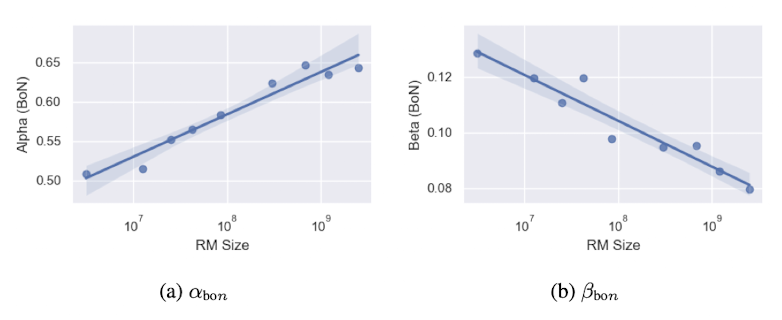 0.65
0.60
0.55
0.50
Alpha (BoN)
10^7 10^8 10^9
RM Size
(a) α_bon
0.12
0.10
0.08
Beta (BoN)
10^7 10^8 10^9
RM Size
(b) β_bon